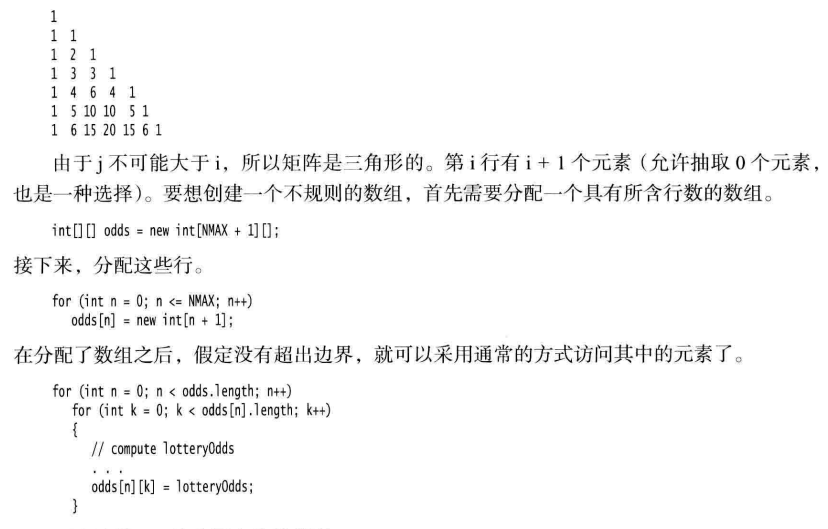 1
1 1
1 2 1
1 3 3 1
1 4 6 4 1
1 5 10 10 5 1
1 6 15 20 15 6 1
由于 j 不可能大于 i，所以矩阵是三角形的。第 i 行有 i + 1 个元素（允许抽取 0 个元素，
也是一种选择）。要想创建一个不规则的数组，首先需要分配一个具有所含行数的数组。
int[][] odds = new int[NMAX + 1][];
接下来，分配这些行。
for (int n = 0; n <= NMAX; n++)
odds[n] = new int[n + 1];
在分配了数组之后，假定没有超出边界，就可以采用通常的方式访问其中的元素了。
for (int n = 0; n < odds.length; n++)
for (int k = 0; k < odds[n].length; k++)
{
// compute lotteryOdds
. . .
odds[n][k] = lotteryOdds;
}